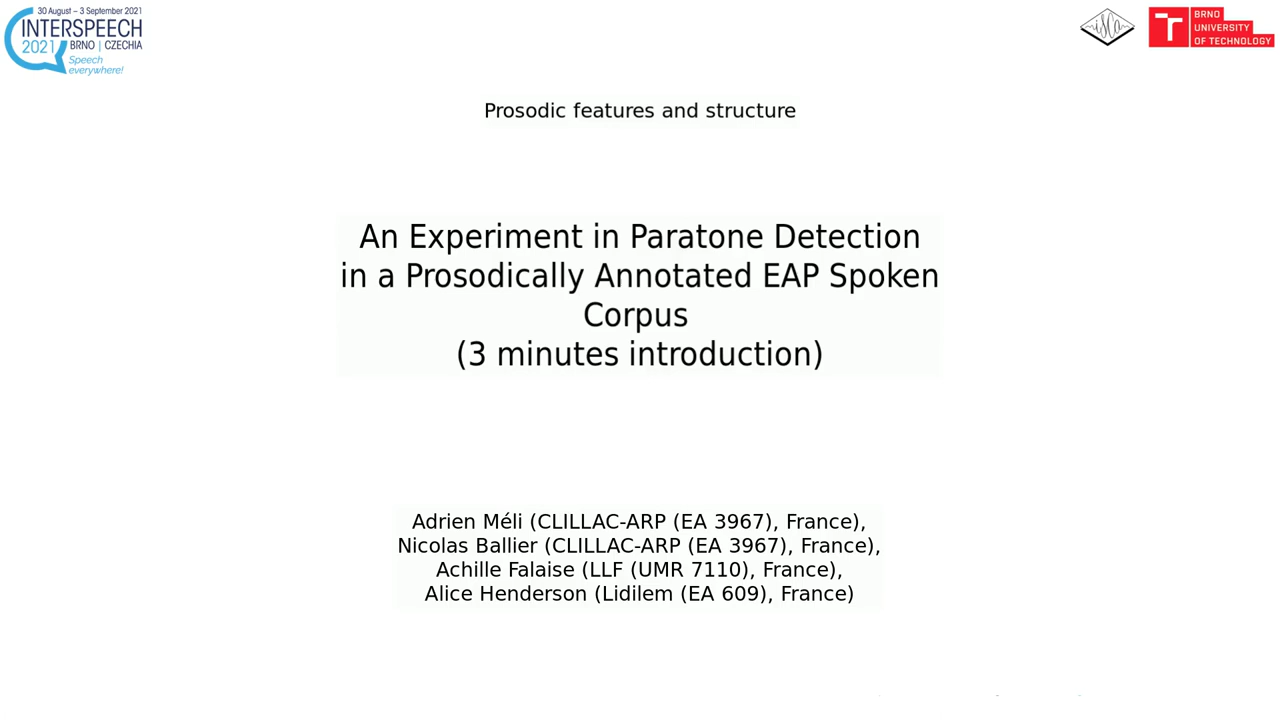 30 August – 3 September 2021
INTERSPEECH
2021 BRNO | CZECHIA
Speech
everywhere!
isca
BRNO
UNIVERSITY
OF TECHNOLOGY
Prosodic features and structure
An Experiment in Paratone Detection
in a Prosodically Annotated EAP Spoken
Corpus
(3 minutes introduction)
Adrien Méli (CLILLAC-ARP (EA 3967), France),
Nicolas Ballier (CLILLAC-ARP (EA 3967), France),
Achille Falaise (LLF (UMR 7110), France),
Alice Henderson (Lidilem (EA 609), France)